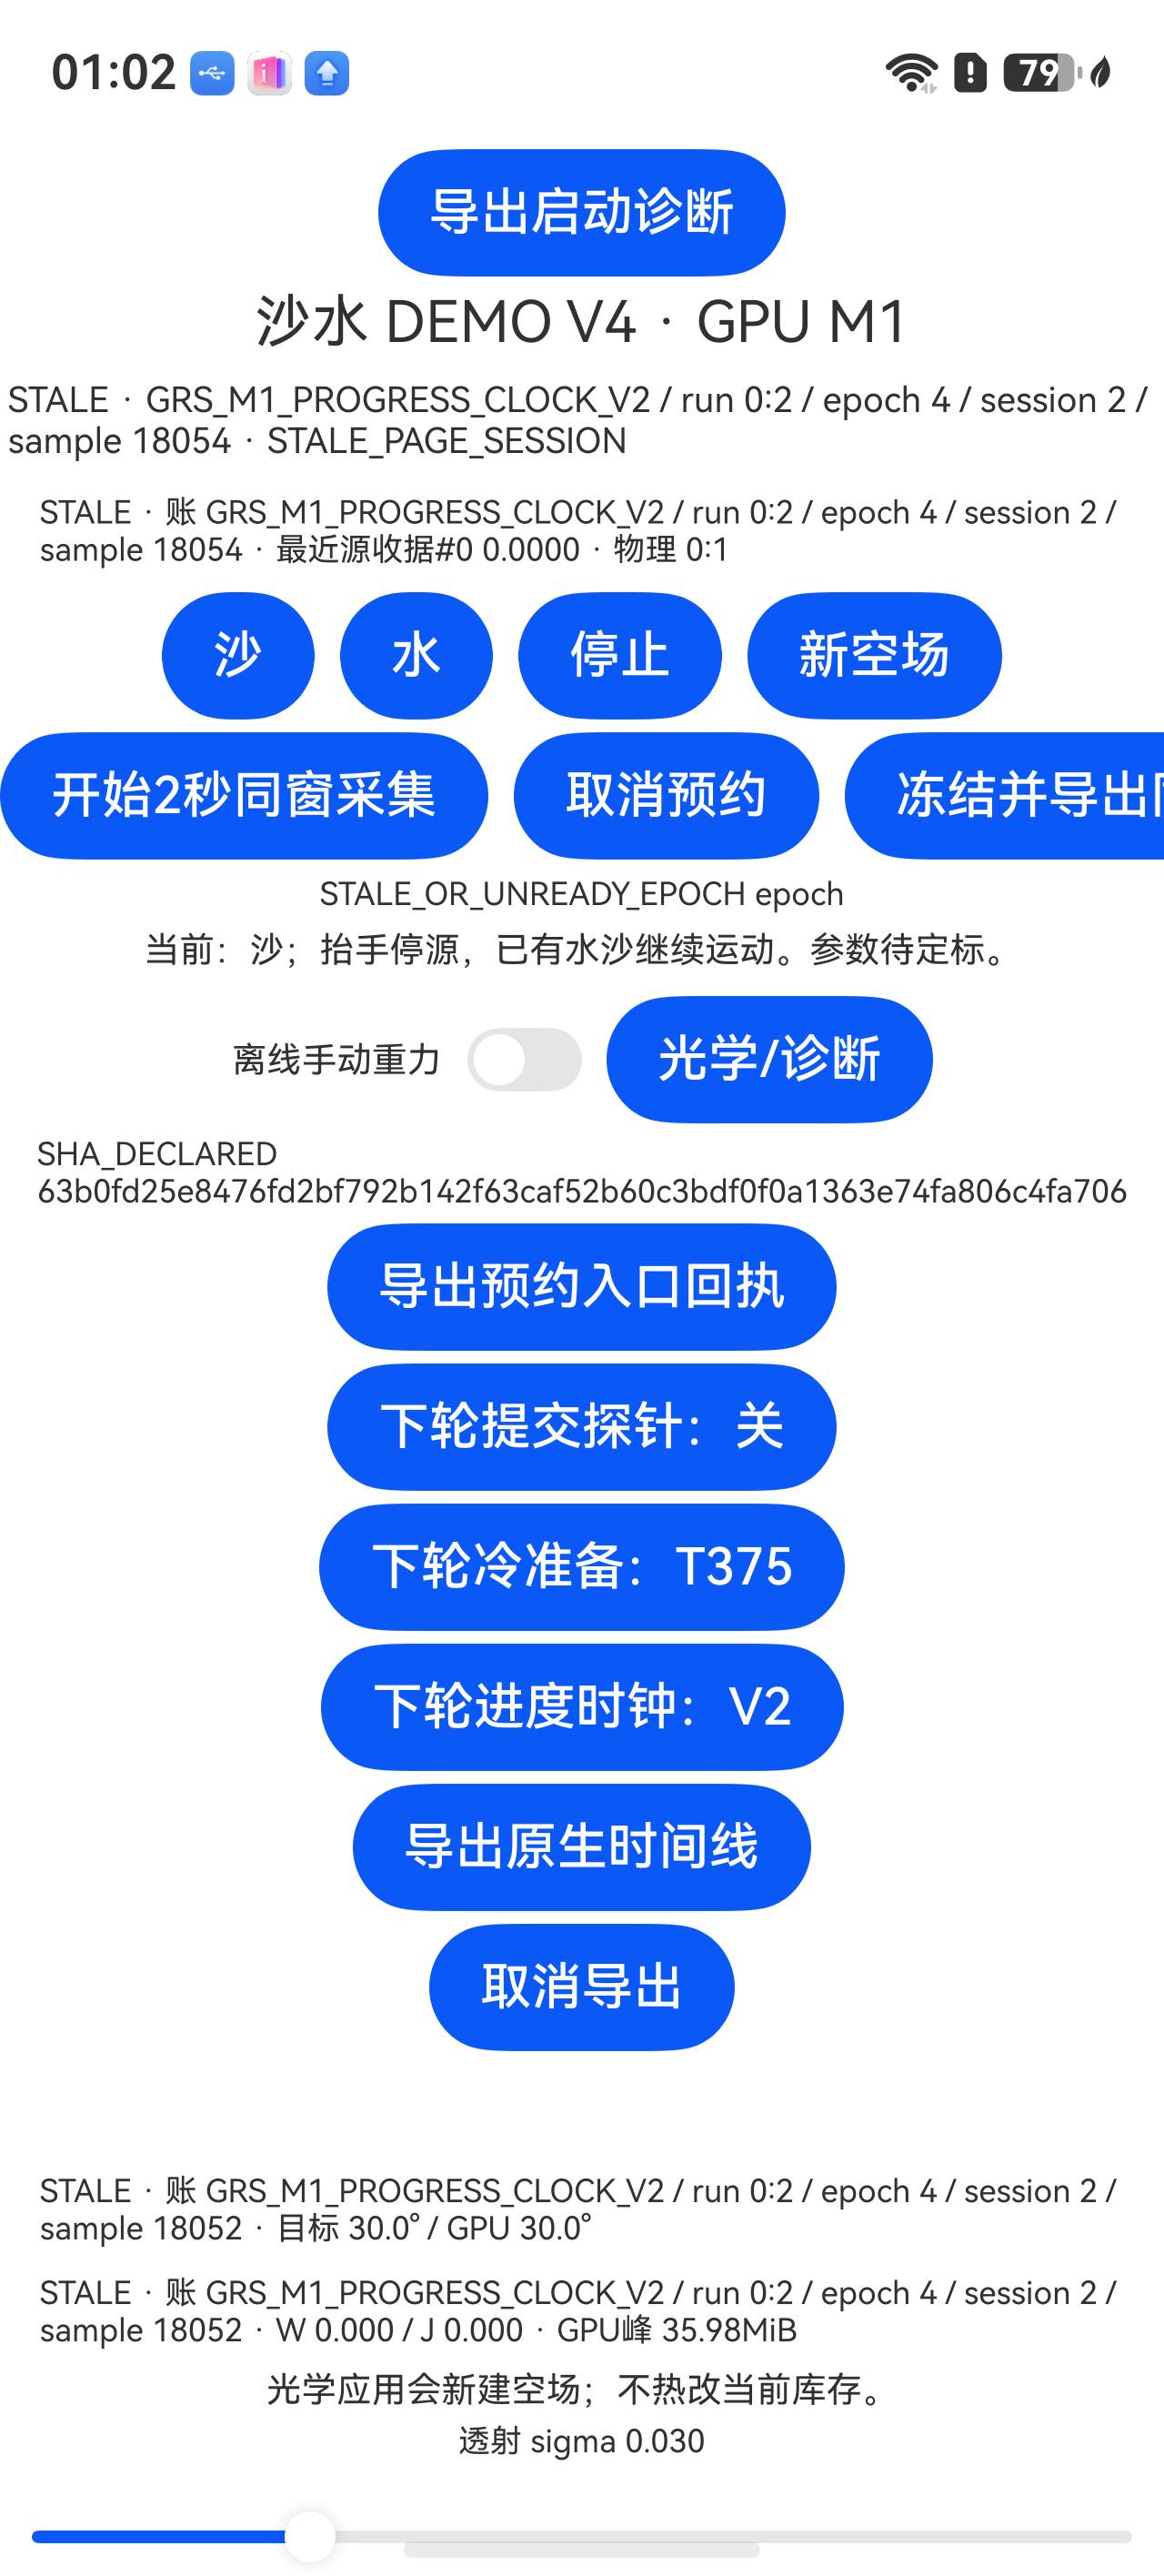 01:02
79
导出启动诊断
沙水 DEMO V4 · GPU M1
STALE · GRS_M1_PROGRESS_CLOCK_V2 / run 0:2 / epoch 4 / session 2 /
sample 18054 · STALE_PAGE_SESSION
STALE · 账 GRS_M1_PROGRESS_CLOCK_V2 / run 0:2 / epoch 4 / session 2 /
sample 18054 · 最近源收据#0 0.0000 · 物理 0:1
沙 水 停止 新空场
开始2秒同窗采集 取消预约 冻结并导出
STALE_OR_UNREADY_EPOCH epoch
当前：沙；抬手停源，已有水沙继续运动。参数待定标。
离线手动重力 光学/诊断
SHA_DECLARED
63b0fd25e8476fd2bf792b142f63caf52b60c3bdf0f0a1363e74fa806c4fa706
导出预约入口回执
下轮提交探针：关
下轮冷准备：T375
下轮进度时钟：V2
导出原生时间线
取消导出
STALE · 账 GRS_M1_PROGRESS_CLOCK_V2 / run 0:2 / epoch 4 / session 2 /
sample 18052 · 目标 30.0° / GPU 30.0°
STALE · 账 GRS_M1_PROGRESS_CLOCK_V2 / run 0:2 / epoch 4 / session 2 /
sample 18052 · W 0.000 / J 0.000 · GPU峰 35.98MiB
光学应用会新建空场；不热改当前库存。
透射 sigma 0.030